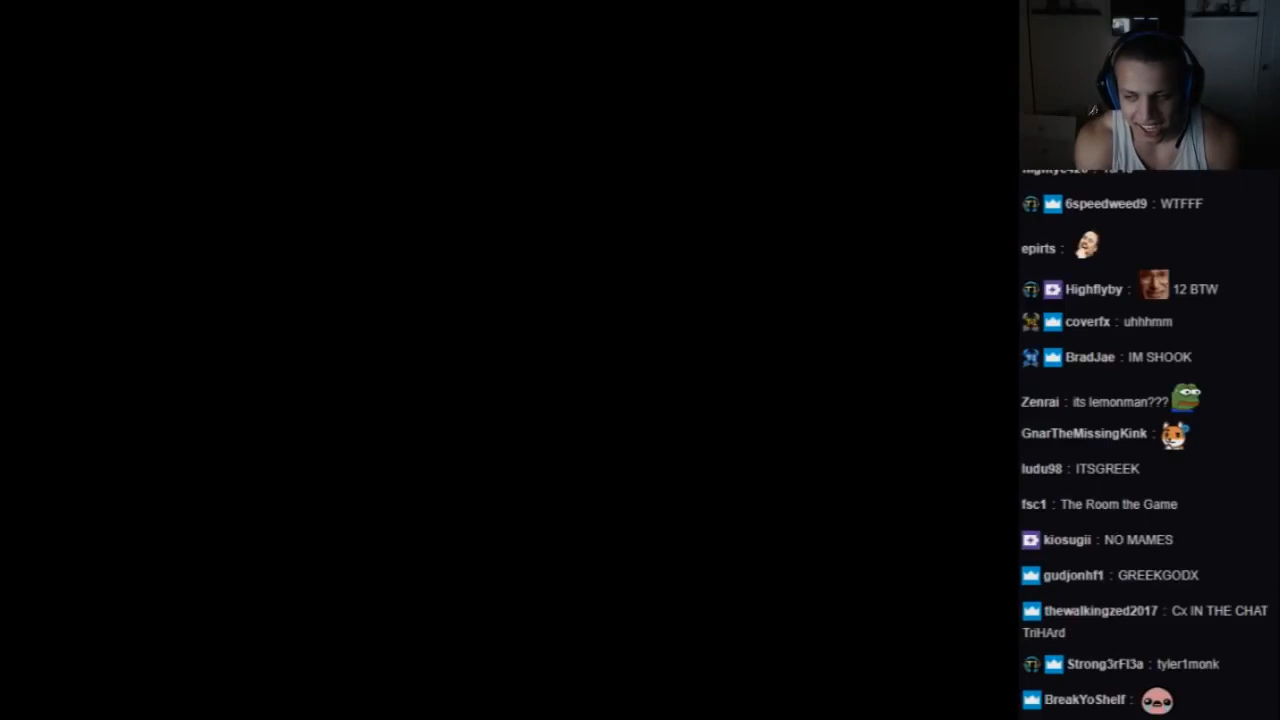 6speedweed9 : WTFFF
epirts :
Highflyby : 12 BTW
coverfx : uhhhmm
BradJae : IM SHOOK
Zenrai : its lemonman???
GnarTheMissingKink :
ludu98 : ITSGREEK
fsc1 : The Room the Game
kiosugii : NO MAMES
gudjonhf1 : GREEKGODX
thewalkingzed2017 : Cx IN THE CHAT
TriHArd
Strong3rFl3a : tyler1monk
BreakYoShelf :